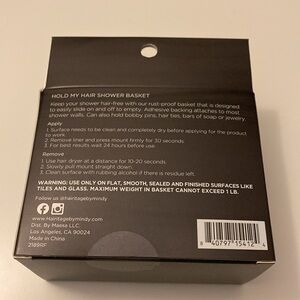 HOLD MY HAIR SHOWER BASKET
Keep your shower hair-free with our rust-proof basket that is designed
to easily slide on and off to empty. Adhesive backing attaches to most
shower walls. Can also hold bobby pins, hair ties, bars of soap or jewelry.
Apply
1. Surface needs to be clean and completely dry before applying for the product
to work
2. Remove liner and press mount firmly for 30 seconds
3. For best results wait 24 hours before use
Remove
1. Use hair dryer at a distance for 10-20 seconds.
2. Slowly pull mount straight down.
3. Clean surface with rubbing alcohol if there is residue left.
WARNING: USE ONLY ON FLAT, SMOOTH, SEALED AND FINISHED SURFACES LIKE
TILES AND GLASS. MAXIMUM WEIGHT IN BASKET CANNOT EXCEED 1 LB.
Follow us @hairitagebymindy
www.Hairitagebymindy.com
Dist. By Maesa LLC.
Los Angeles, CA 90024
Made in China
2189RF
8 40797 15412 4